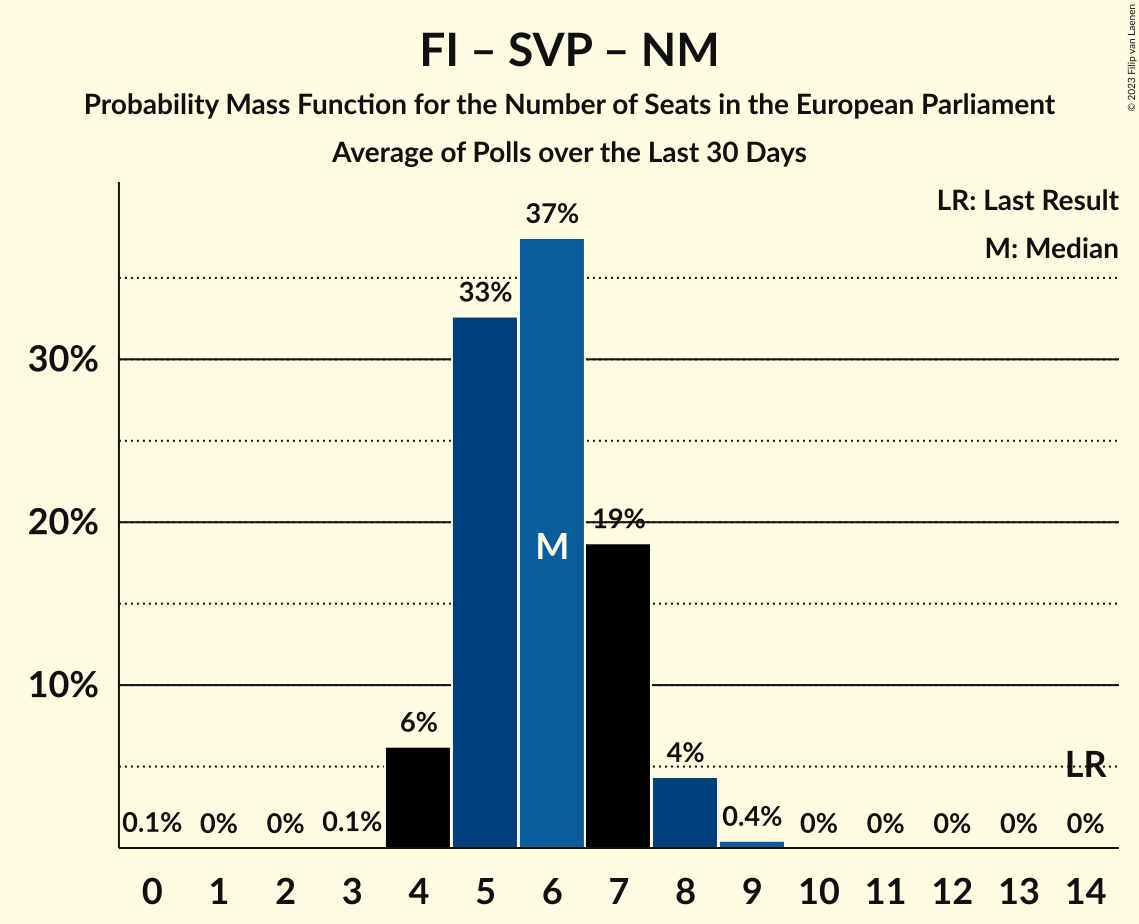 FI – SVP – NM
Probability Mass Function for the Number of Seats in the European Parliament
Average of Polls over the Last 30 Days
© 2023 Filip van Laenen
LR: Last Result
M: Median
37%
33%
30%
20%
19%
M
10%
6%
4%
LR
0.1% 0% 0% 0.1% 0.4% 0% 0% 0% 0% 0%
0 1 2 3 4 5 6 7 8 9 10 11 12 13 14